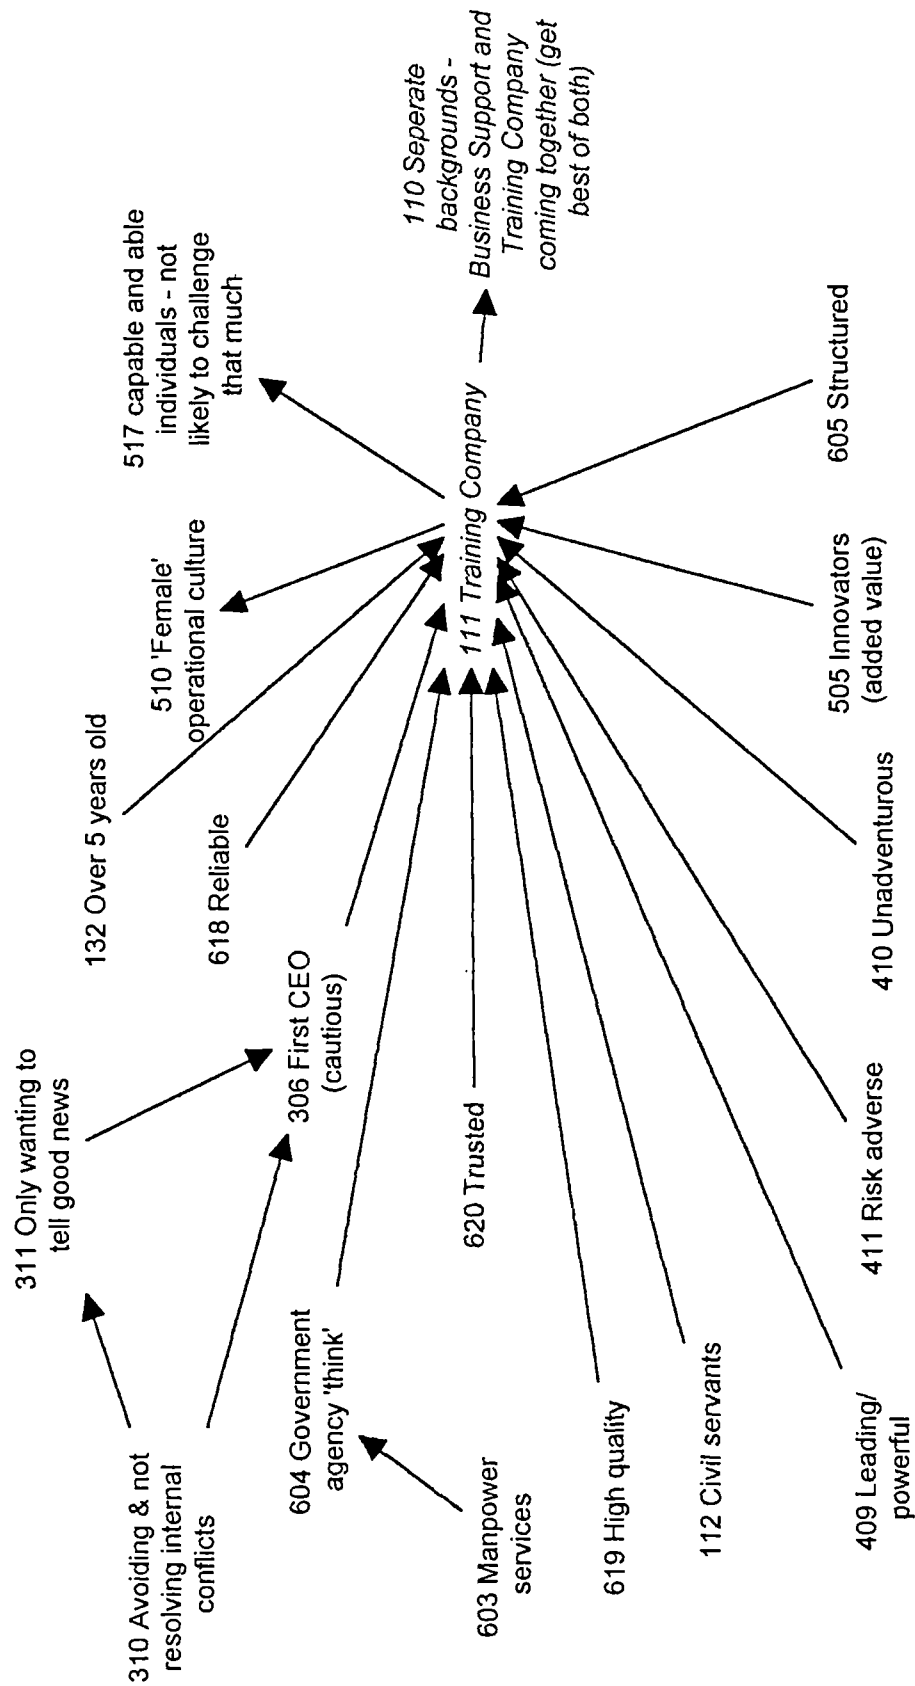 311 Only wanting to
tell good news
310 Avoiding & not
resolving internal
conflicts
132 Over 5 years old
618 Reliable
306 First CEO
(cautious)
604 Government
agency 'think'
603 Manpower
services
510 'Female'
operational culture
517 capable and able
individuals - not
likely to challenge
that much
620 Trusted
111 Training Company
110 Seperate
backgrounds -
Business Support and
Training Company
coming together (get
best of both)
619 High quality
112 Civil servants
409 Leading/
powerful
411 Risk adverse
410 Unadventurous
505 Innovators
(added value)
605 Structured